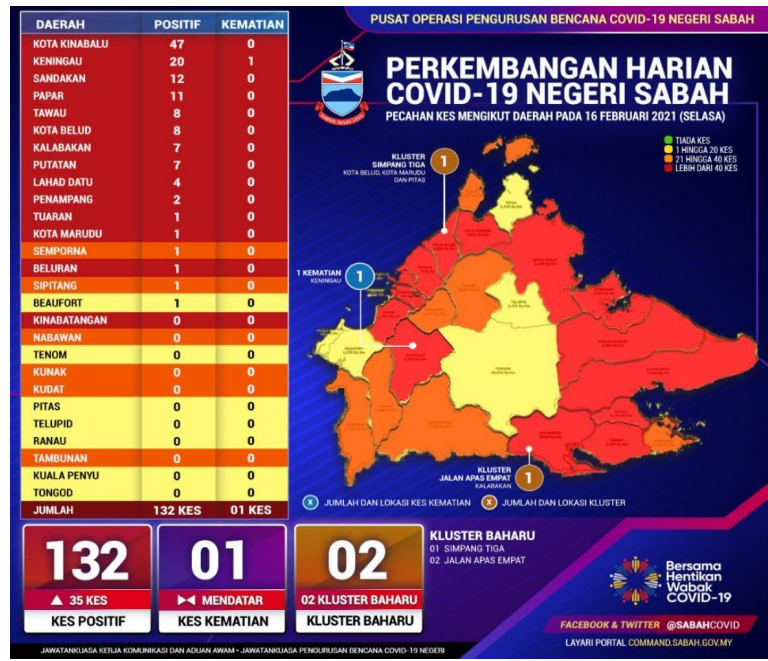 DAERAH POSITIF KEMATIAN
KOTA KINABALU 47 0
KENINGAU 20 1
SANDAKAN 12 0
PAPAR 11 0
TAWAU 8 0
KOTA BELUD 8 0
KALABAKAN 7 0
PUTATAN 7 0
LAHAD DATU 4 0
PENAMPANG 2 0
TUARAN 1 0
KOTA MARUDU 1 0
SEMPORNA 1 0
BELURAN 1 0
SIPITANG 1 0
BEAUFORT 1 0
KINABATANGAN 0 0
NABAWAN 0 0
TENOM 0 0
KUNAK 0 0
KUDAT 0 0
PITAS 0 0
TELUPID 0 0
RANAU 0 0
TAMBUNAN 0 0
KUALA PENYU 0 0
TONGOD 0 0
JUMLAH 132 KES 01 KES
PUSAT OPERASI PENGURUSAN BENCANA COVID-19 NEGERI SABAH
PERKEMBANGAN HARIAN
COVID-19 NEGERI SABAH
PECAHAN KES MENGIKUT DAERAH PADA 16 FEBRUARI 2021 (SELASA)
TIADA KES
1 HINGGA 20 KES
21 HINGGA 40 KES
LEBIH DARI 40 KES
KLUSTER
SIMPANG TIGA
KOTA BELUD, KOTA MARUDU
DAN PITAS
1
1 KEMATIAN
KENINGAU
1
KLUSTER
JALAN APAS EMPAT
KALABAKAN
1
X JUMLAH DAN LOKASI KES KEMATIAN
X JUMLAH DAN LOKASI KLUSTER
132
▲ 35 KES
KES POSITIF
01
MENDATAR
KES KEMATIAN
02
02 KLUSTER BAHARU
KLUSTER BAHARU
KLUSTER BAHARU
01 SIMPANG TIGA
02 JALAN APAS EMPAT
Bersama
Hentikan
Wabak
COVID-19
FACEBOOK & TWITTER @SABAHCOVID
LAYARI PORTAL COMMAND.SABAH.GOV.MY
JAWATANKUASA KERJA KOMUNIKASI DAN ADUAN AWAM • JAWATANKUASA PENGURUSAN BENCANA COVID-19 NEGERI